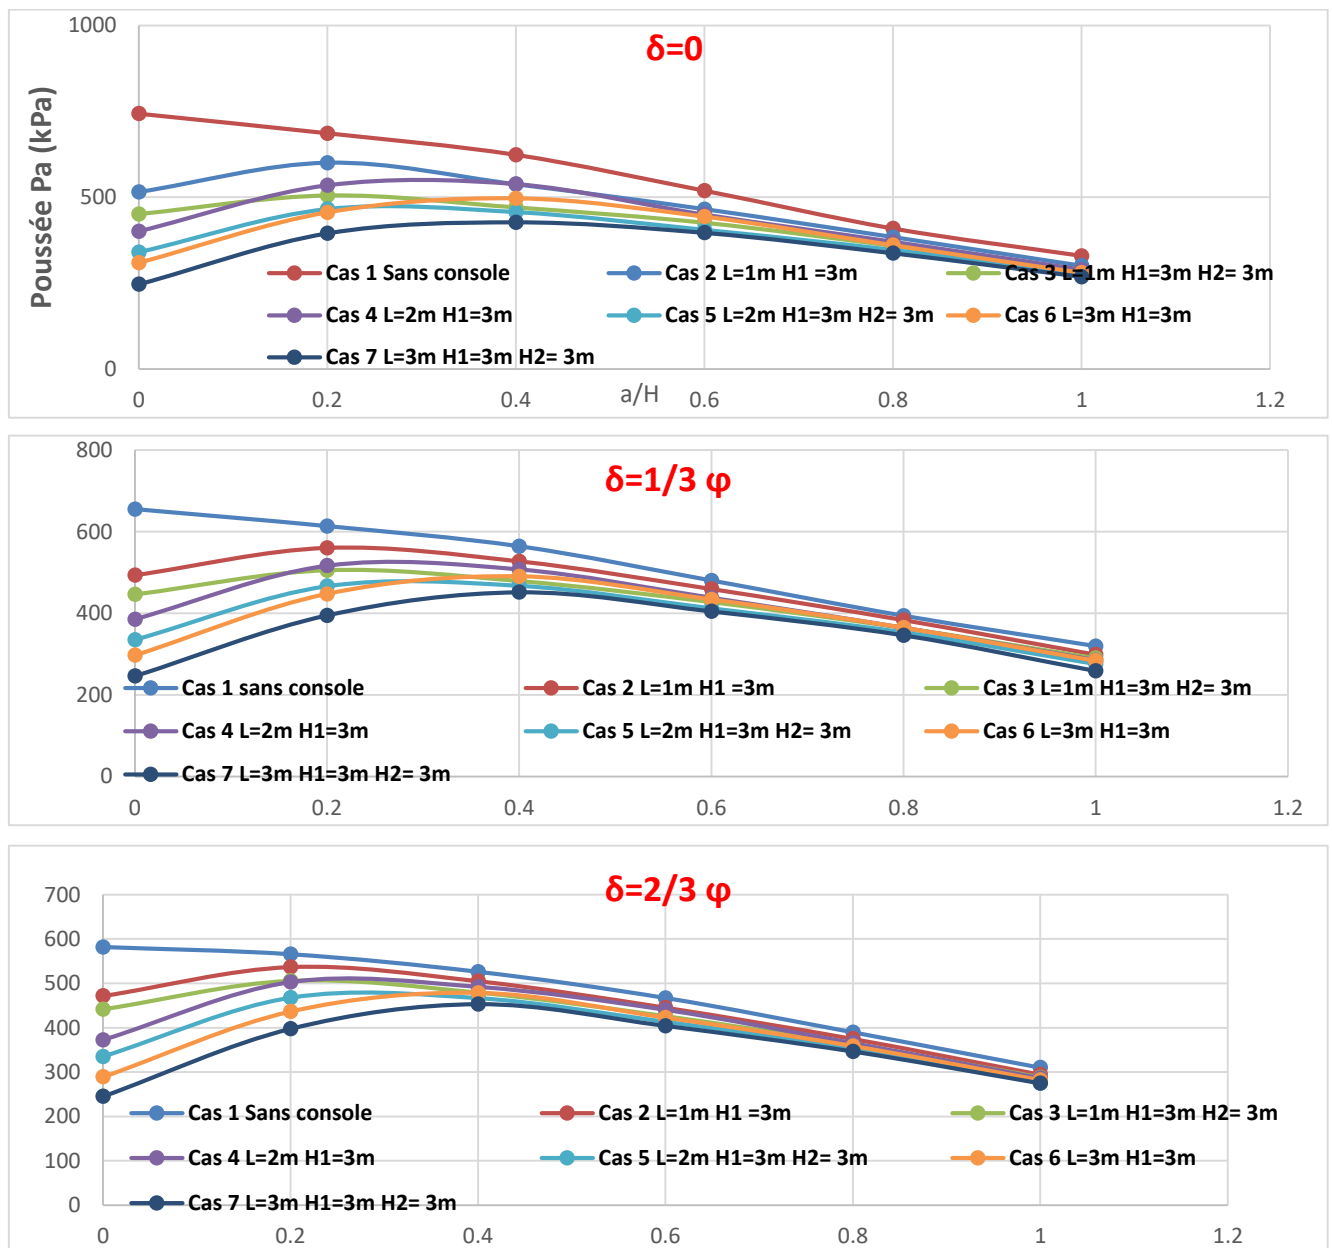 δ=0
Poussée Pa (kPa)
1000
500
0
Cas 1 Sans console
Cas 2 L=1m H1 =3m
Cas 3 L=1m H1=3m H2= 3m
Cas 4 L=2m H1=3m
Cas 5 L=2m H1=3m H2= 3m
Cas 6 L=3m H1=3m
Cas 7 L=3m H1=3m H2= 3m
0 0.2 0.4 0.6 0.8 1 1.2
a/H
δ=1/3 φ
800
600
400
200
0
Cas 1 sans console
Cas 2 L=1m H1 =3m
Cas 3 L=1m H1=3m H2= 3m
Cas 4 L=2m H1=3m
Cas 5 L=2m H1=3m H2= 3m
Cas 6 L=3m H1=3m
Cas 7 L=3m H1=3m H2= 3m
0 0.2 0.4 0.6 0.8 1 1.2
δ=2/3 φ
700
600
500
400
300
200
100
0
Cas 1 Sans console
Cas 2 L=1m H1 =3m
Cas 3 L=1m H1=3m H2= 3m
Cas 4 L=2m H1=3m
Cas 5 L=2m H1=3m H2= 3m
Cas 6 L=3m H1=3m
Cas 7 L=3m H1=3m H2= 3m
0 0.2 0.4 0.6 0.8 1 1.2